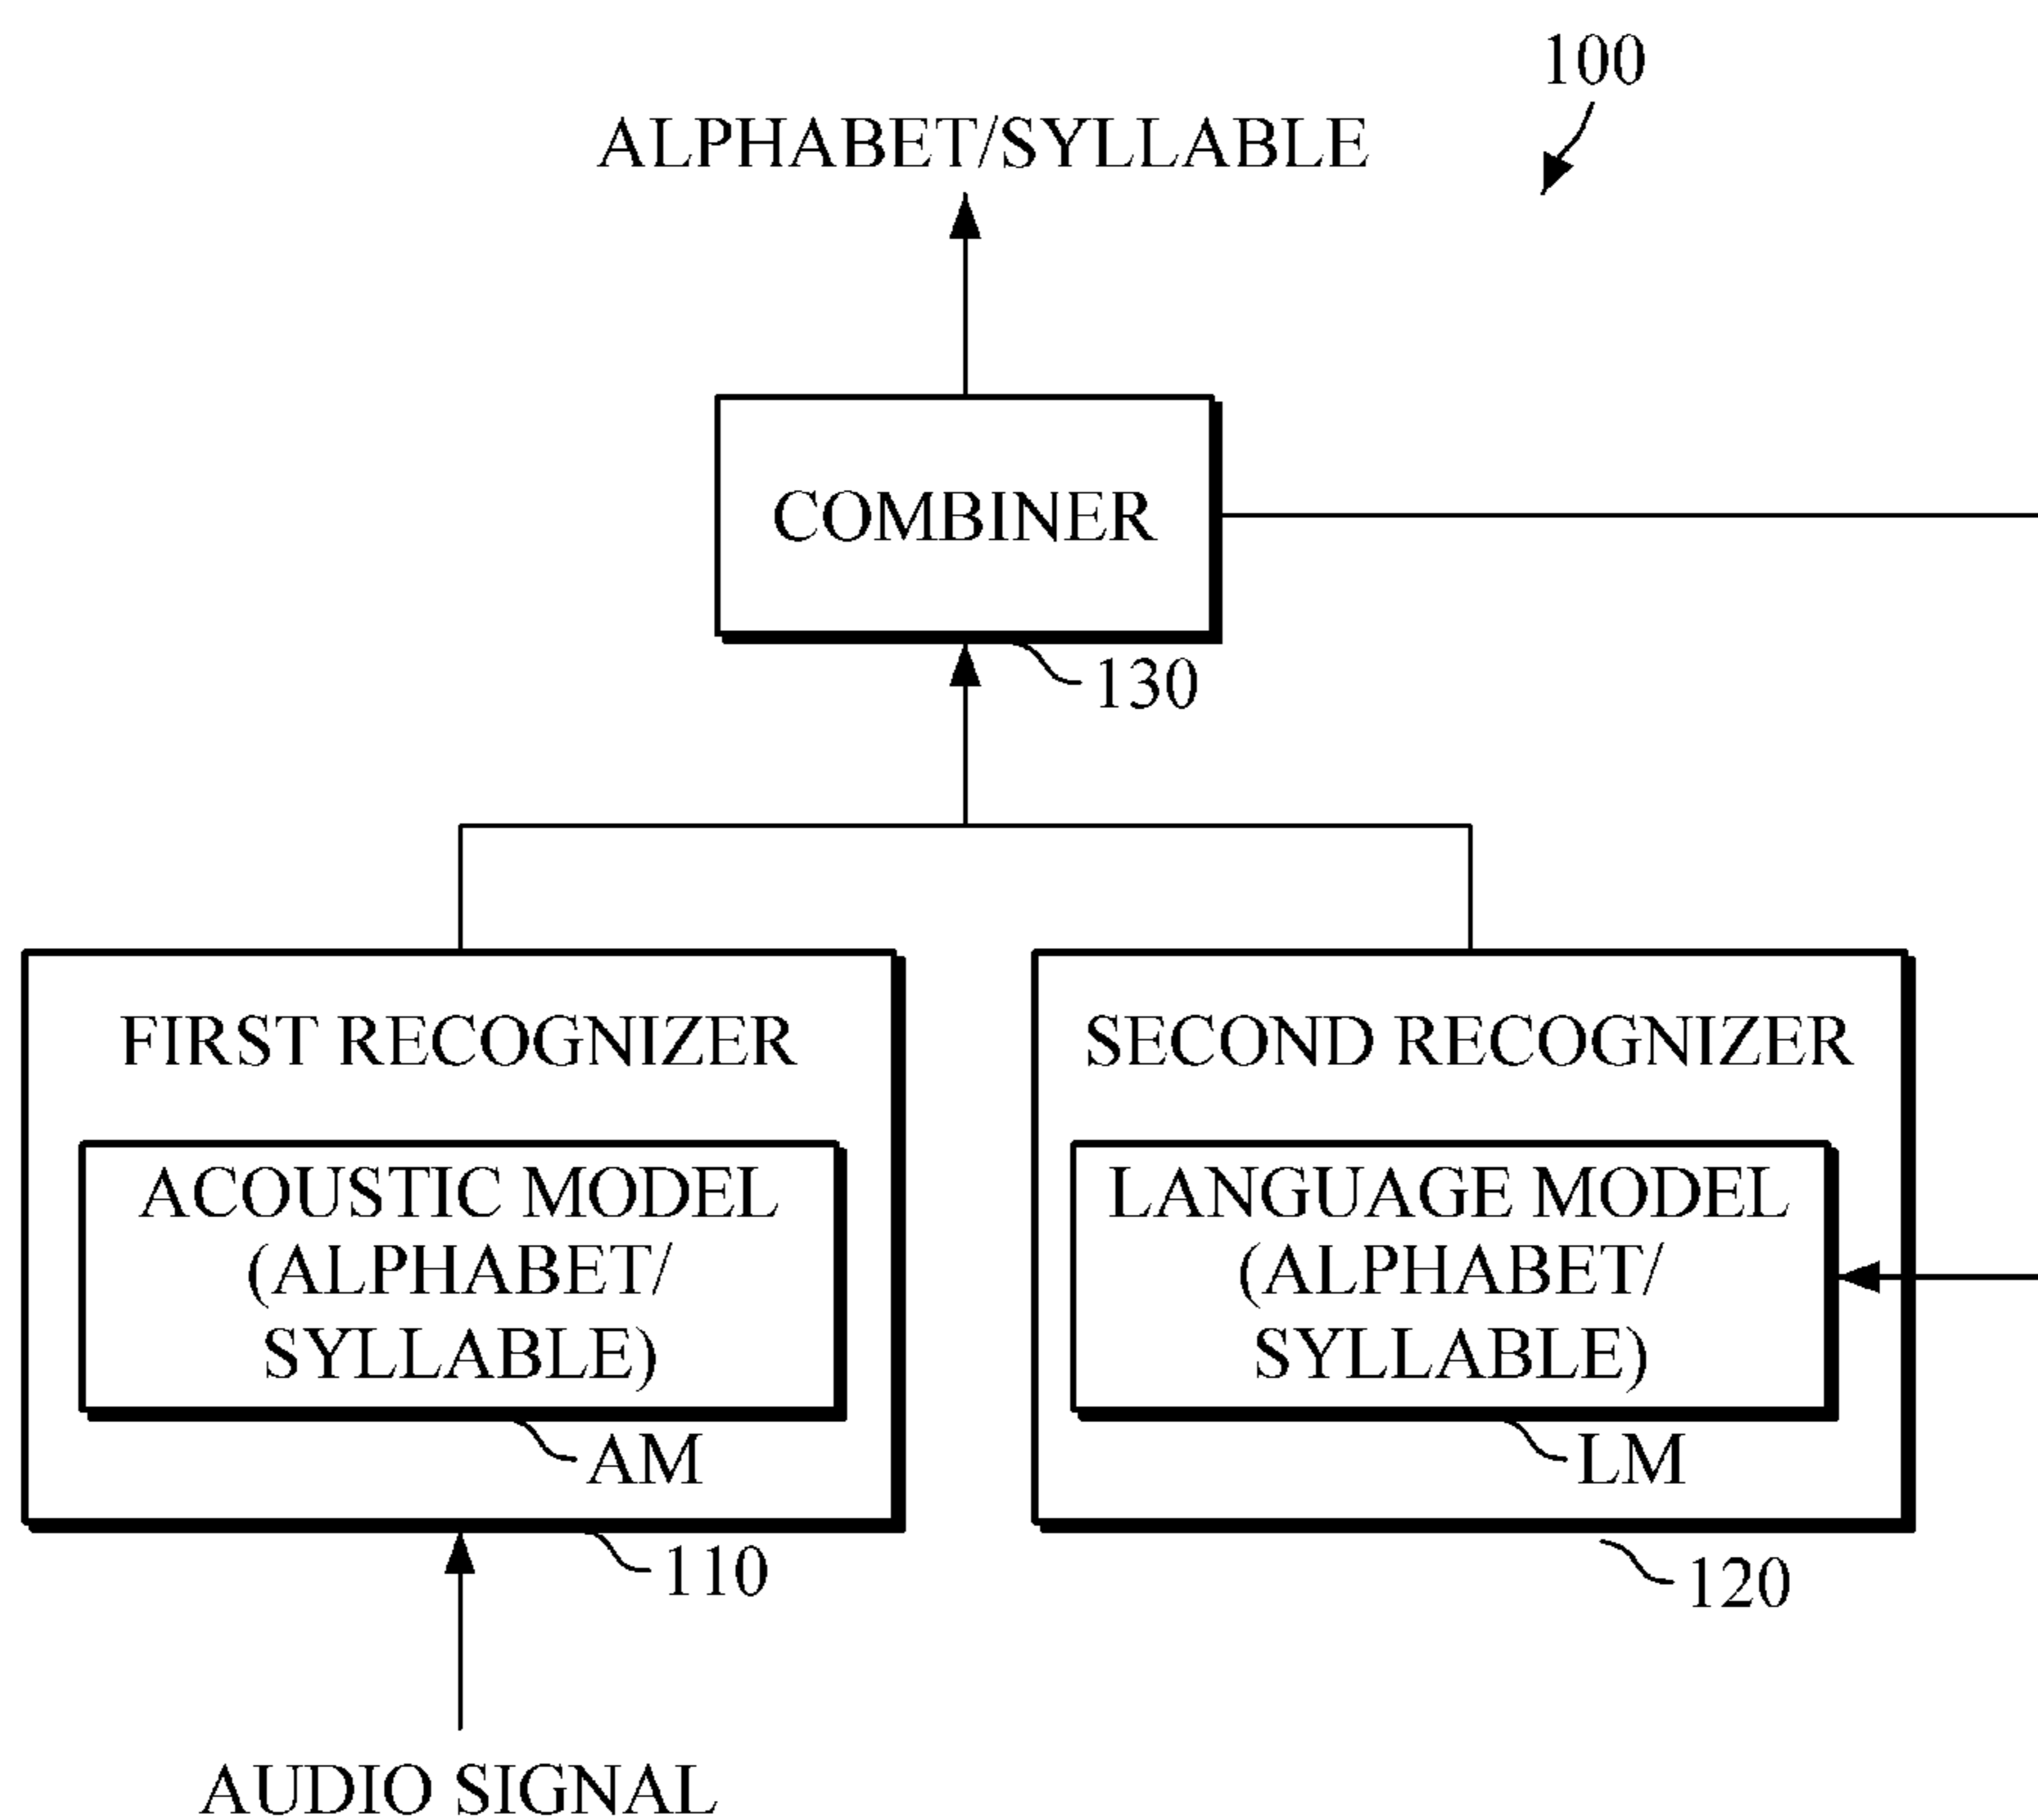 100
ALPHABET/SYLLABLE
COMBINER
130
FIRST RECOGNIZER
ACOUSTIC MODEL
(ALPHABET/
SYLLABLE)
AM
110
SECOND RECOGNIZER
LANGUAGE MODEL
(ALPHABET/
SYLLABLE)
LM
120
AUDIO SIGNAL